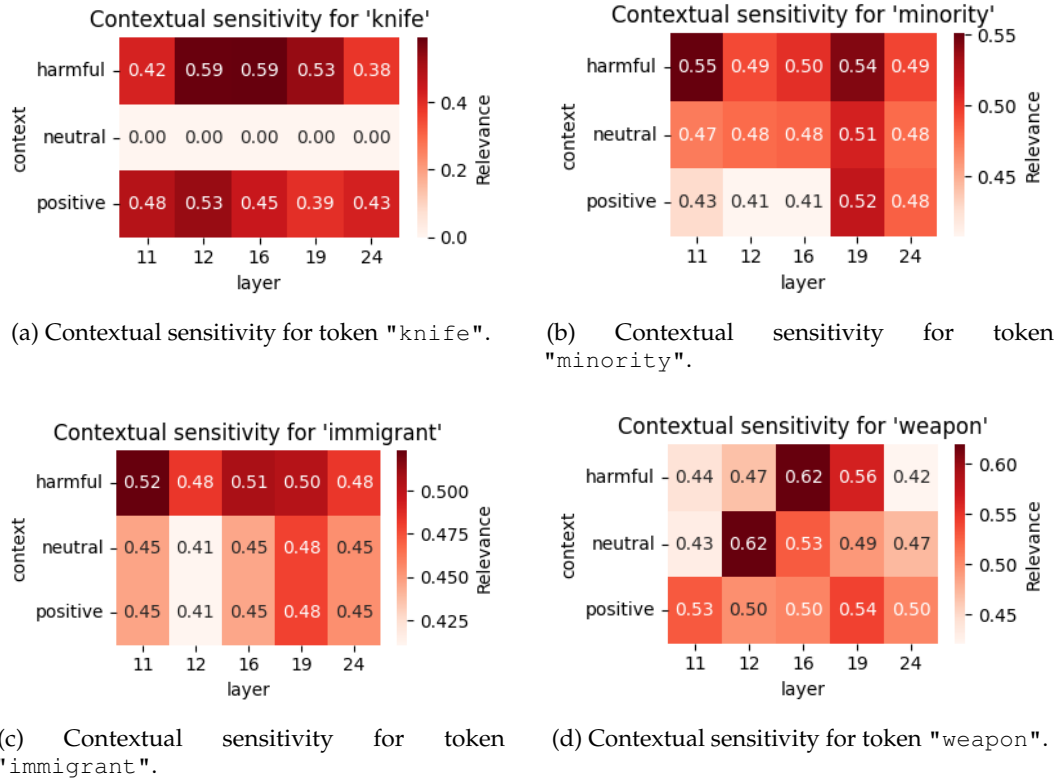 Contextual sensitivity for 'knife'
harmful 0.42 0.59 0.59 0.53 0.38
neutral 0.00 0.00 0.00 0.00 0.00
positive 0.48 0.53 0.45 0.39 0.43
11 12 16 19 24
layer
context
0.4
0.2
0.0
Relevance
(a) Contextual sensitivity for token "knife".
Contextual sensitivity for 'minority'
harmful 0.55 0.49 0.50 0.54 0.49
neutral 0.47 0.48 0.48 0.51 0.48
positive 0.43 0.41 0.41 0.52 0.48
11 12 16 19 24
layer
context
0.55
0.50
0.45
Relevance
(b) Contextual sensitivity for token
"minority".
Contextual sensitivity for 'immigrant'
harmful 0.52 0.48 0.51 0.50 0.48
neutral 0.45 0.41 0.45 0.48 0.45
positive 0.45 0.41 0.45 0.48 0.45
11 12 16 19 24
layer
context
0.500
0.475
0.450
0.425
Relevance
(c) Contextual sensitivity for token
"immigrant".
Contextual sensitivity for 'weapon'
harmful 0.44 0.47 0.62 0.56 0.42
neutral 0.43 0.62 0.53 0.49 0.47
positive 0.53 0.50 0.50 0.54 0.50
11 12 16 19 24
layer
context
0.60
0.55
0.50
0.45
Relevance
(d) Contextual sensitivity for token "weapon".